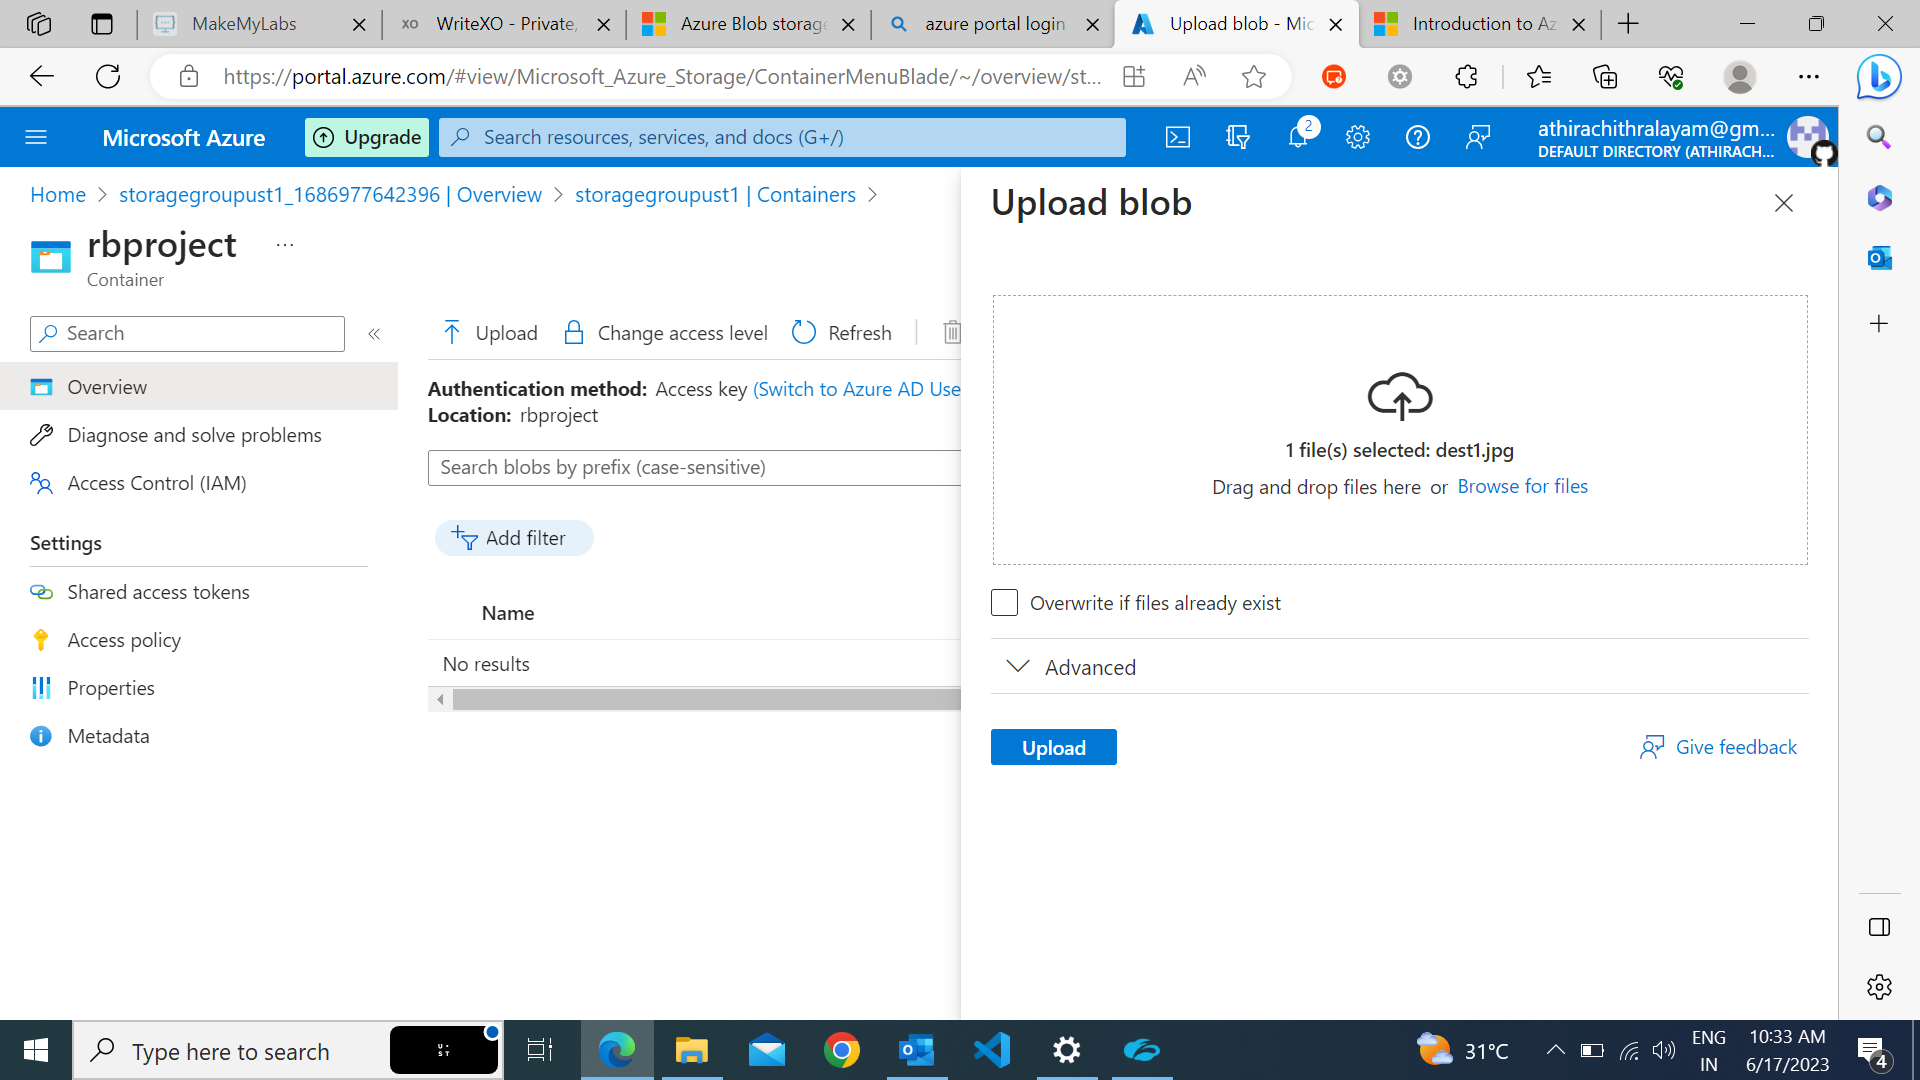 MakeMyLabs
XO WriteXO - Private,
Azure Blob storage
azure portal login
Upload blob - Mic
Introduction to Az
https://portal.azure.com/#view/Microsoft_Azure_Storage/ContainerMenuBlade/~/overview/st...
Microsoft Azure
Upgrade
Search resources, services, and docs (G+/)
2
athirachithralayam@gm...
DEFAULT DIRECTORY (ATHIRACH...
Home > storagegroupust1_1686977642396 | Overview > storagegroupust1 | Containers >
rbproject ...
Container
Search
«
Overview
Diagnose and solve problems
Access Control (IAM)
Settings
Shared access tokens
Access policy
Properties
Metadata
Upload
Change access level
Refresh
Authentication method: Access key (Switch to Azure AD Use
Location: rbproject
Search blobs by prefix (case-sensitive)
Add filter
Name
No results
Upload blob
1 file(s) selected: dest1.jpg
Drag and drop files here or Browse for files
Overwrite if files already exist
Advanced
Upload
Give feedback
Type here to search
U ST
31°C
ENG
IN
10:33 AM
6/17/2023
4